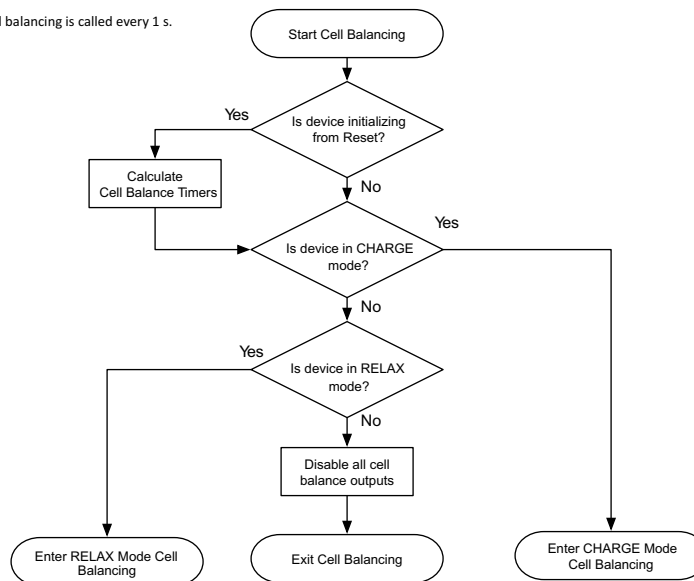 l balancing is called every 1 s.
Start Cell Balancing
Is device initializing
from Reset?
Yes
Calculate
Cell Balance Timers
No
Is device in CHARGE
mode?
Yes
No
Is device in RELAX
mode?
Yes
No
Disable all cell
balance outputs
Enter RELAX Mode Cell
Balancing
Exit Cell Balancing
Enter CHARGE Mode
Cell Balancing